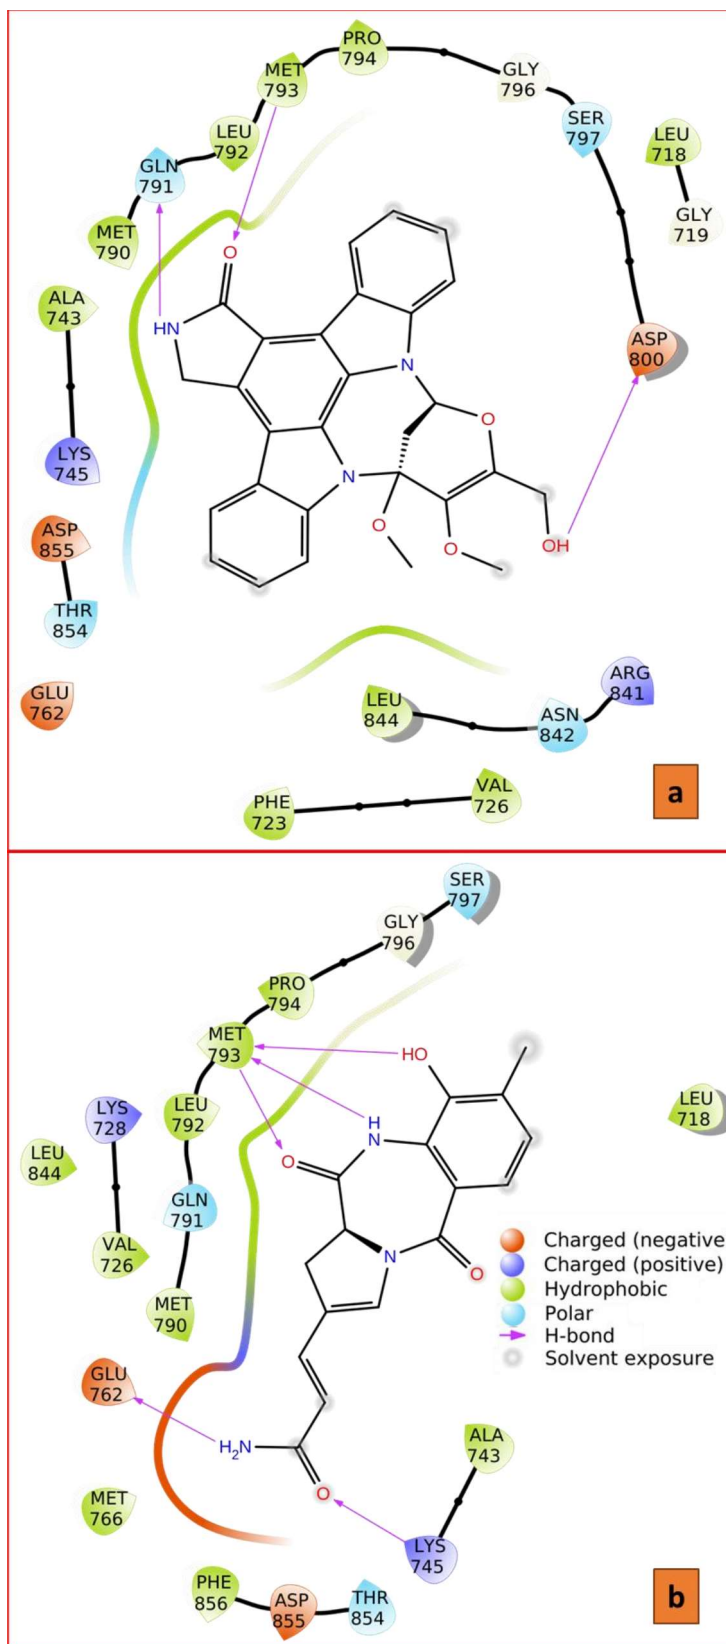 PRO
794
MET
793
GLY
796
SER
797
LEU
792
LEU
718
GLN
791
GLY
719
MET
790
O
ALA
743
HN
ASP
800
N
O
LYS
745
N
ASP
855
O
O
OH
THR
854
GLU
762
ARG
841
LEU
844
ASN
842
a
PHE
723
VAL
726
SER
797
GLY
796
PRO
794
MET
793
HO
LYS
728
LEU
792
H
N
LEU
718
LEU
844
O
GLN
791
N
VAL
726
O
MET
790
Charged (negative)
Charged (positive)
Hydrophobic
Polar
H-bond
Solvent exposure
GLU
762
H2N
ALA
743
MET
766
O
LYS
745
PHE
856
ASP
855
THR
854
b